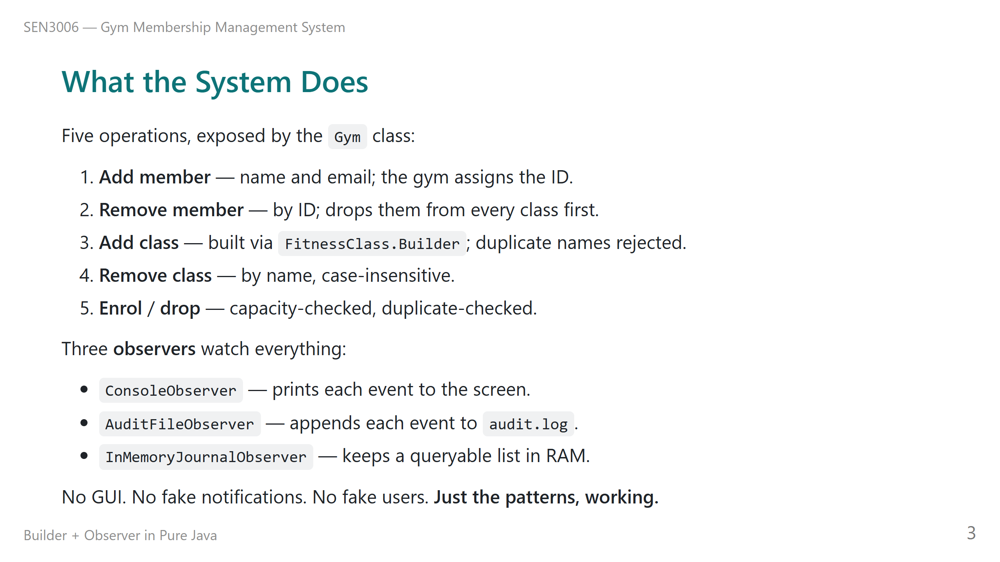 SEN3006 — Gym Membership Management System
What the System Does
Five operations, exposed by the Gym class:
1. Add member — name and email; the gym assigns the ID.
2. Remove member — by ID; drops them from every class first.
3. Add class — built via FitnessClass.Builder; duplicate names rejected.
4. Remove class — by name, case-insensitive.
5. Enrol / drop — capacity-checked, duplicate-checked.
Three observers watch everything:
• ConsoleObserver — prints each event to the screen.
• AuditFileObserver — appends each event to audit.log.
• InMemoryJournalObserver — keeps a queryable list in RAM.
No GUI. No fake notifications. No fake users. Just the patterns, working.
Builder + Observer in Pure Java
3